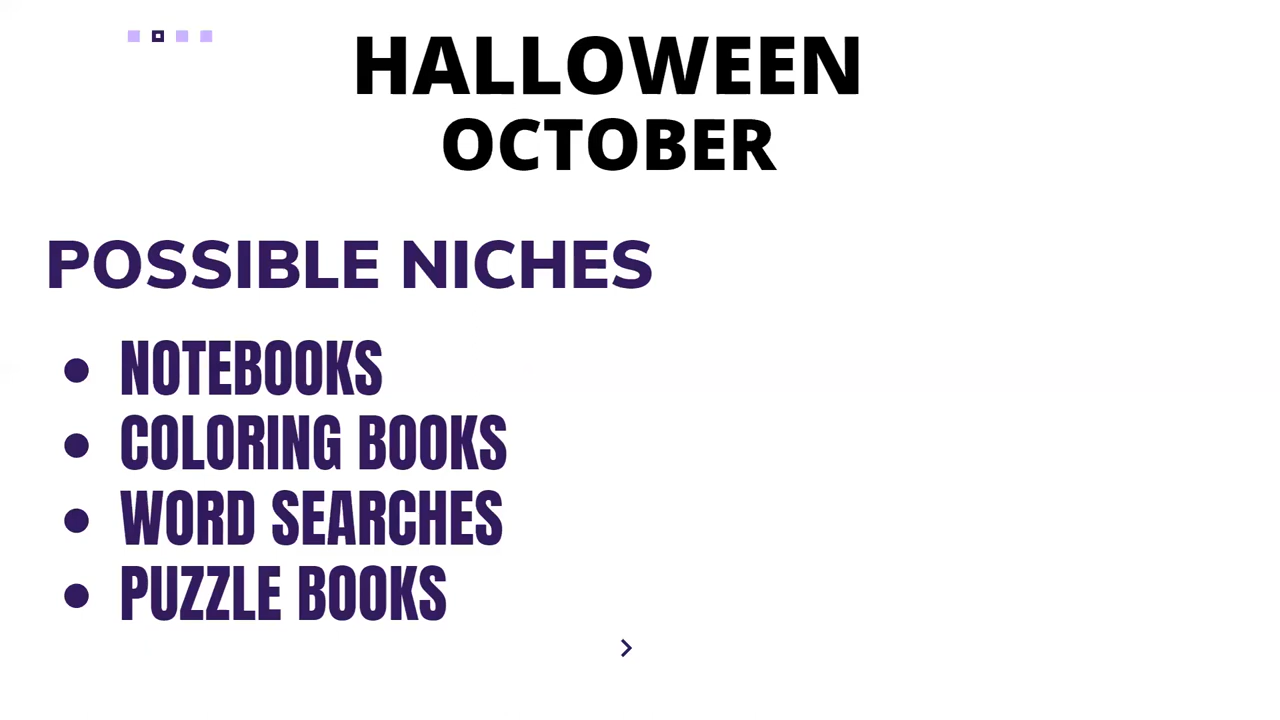 HALLOWEEN
OCTOBER
POSSIBLE NICHES
• NOTEBOOKS
• COLORING BOOKS
• WORD SEARCHES
• PUZZLE BOOKS